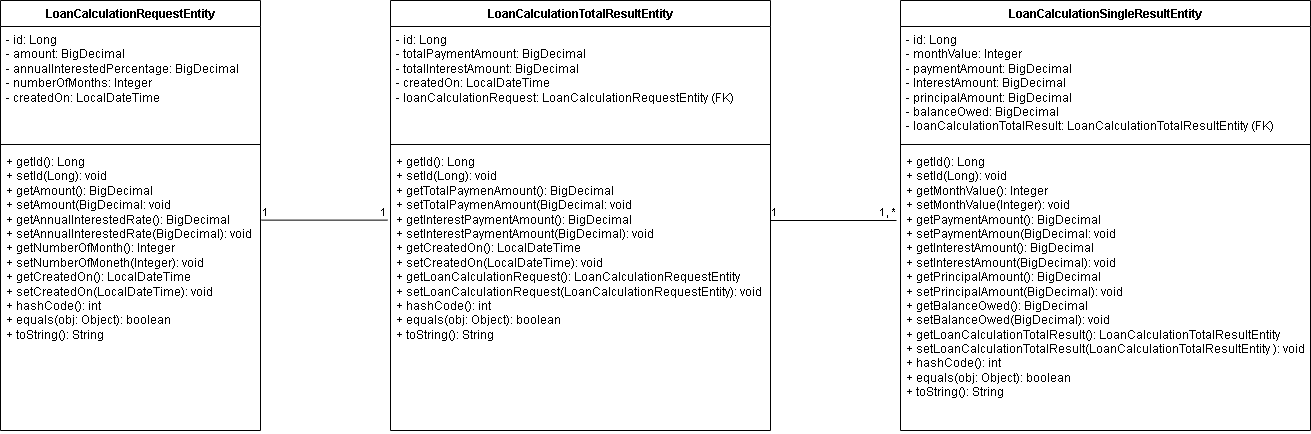 LoanCalculationRequestEntity
- id: Long
- amount: BigDecimal
- annualInterestedPercentage: BigDecimal
- numberOfMonths: Integer
- createdOn: LocalDateTime
+ getId(): Long
+ setId(Long): void
+ getAmount(): BigDecimal
+ setAmount(BigDecimal: void
+ getAnnualInterestedRate(): BigDecimal
+ setAnnualInterestedRate(BigDecimal): void
+ getNumberOfMonth(): Integer
+ setNumberOfMoneth(Integer): void
+ getCreatedOn(): LocalDateTime
+ setCreatedOn(LocalDateTime): void
+ hashCode(): int
+ equals(obj: Object): boolean
+ toString(): String
1
1
LoanCalculationTotalResultEntity
- id: Long
- totalPaymentAmount: BigDecimal
- totalInterestAmount: BigDecimal
- createdOn: LocalDateTime
- loanCalculationRequest: LoanCalculationRequestEntity (FK)
+ getId(): Long
+ setId(Long): void
+ getTotalPaymenAmount(): BigDecimal
+ setTotalPaymenAmount(BigDecimal: void
+ getInterestPaymentAmount(): BigDecimal
+ setInterestPaymentAmount(BigDecimal): void
+ getCreatedOn(): LocalDateTime
+ setCreatedOn(LocalDateTime): void
+ getLoanCalculationRequest(): LoanCalculationRequestEntity
+ setLoanCalculationRequest(LoanCalculationRequestEntity): void
+ hashCode(): int
+ equals(obj: Object): boolean
+ toString(): String
1
1, *
LoanCalculationSingleResultEntity
- id: Long
- monthValue: Integer
- paymentAmount: BigDecimal
- InterestAmount: BigDecimal
- principalAmount: BigDecimal
- balanceOwed: BigDecimal
- loanCalculationTotalResult: LoanCalculationTotalResultEntity (FK)
+ getId(): Long
+ setId(Long): void
+ getMonthValue(): Integer
+ setMonthValue(Integer): void
+ getPaymentAmount(): BigDecimal
+ setPaymentAmoun(BigDecimal): void
+ getInterestAmount(): BigDecimal
+ setInterestAmount(BigDecimal): void
+ getPrincipalAmount(): BigDecimal
+ setPrincipalAmount(BigDecimal): void
+ getBalanceOwed(): BigDecimal
+ setBalanceOwed(BigDecimal): void
+ getLoanCalculationTotalResult(): LoanCalculationTotalResultEntity
+ setLoanCalculationTotalResult(LoanCalculationTotalResultEntity ): void
+ hashCode(): int
+ equals(obj: Object): boolean
+ toString(): String